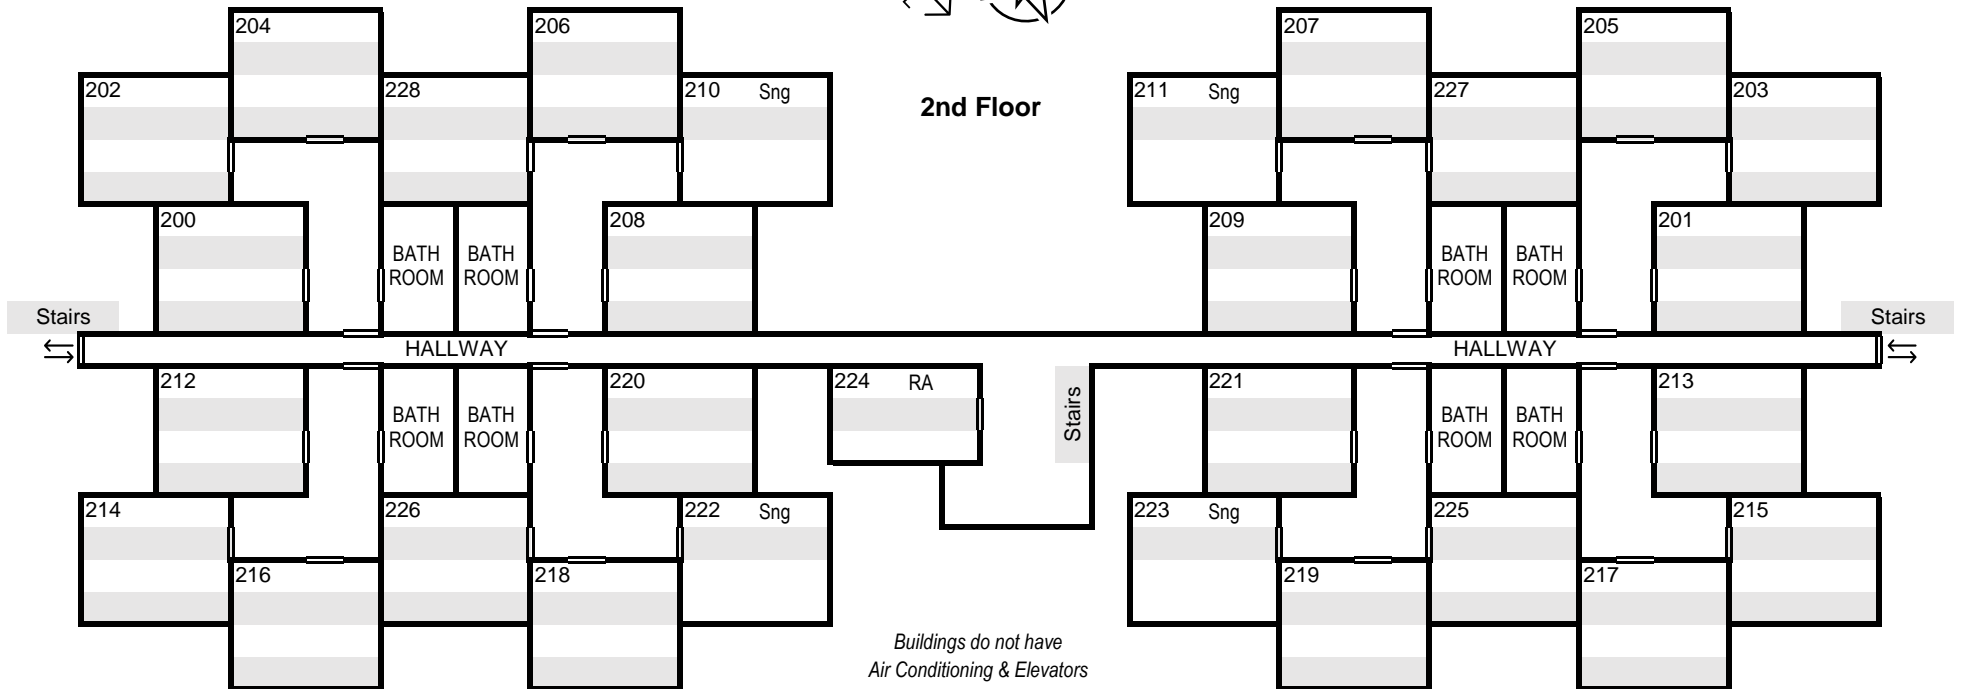 204
206
207
205
202
228
210 Sng
2nd Floor
211 Sng
227
203
200
208
209
201
BATH
ROOM
BATH
ROOM
BATH
ROOM
BATH
ROOM
Stairs
Stairs
HALLWAY
HALLWAY
212
220
224 RA
Stairs
221
213
BATH
ROOM
BATH
ROOM
BATH
ROOM
BATH
ROOM
214
226
222 Sng
223 Sng
225
215
216
218
219
217
Buildings do not have
Air Conditioning & Elevators